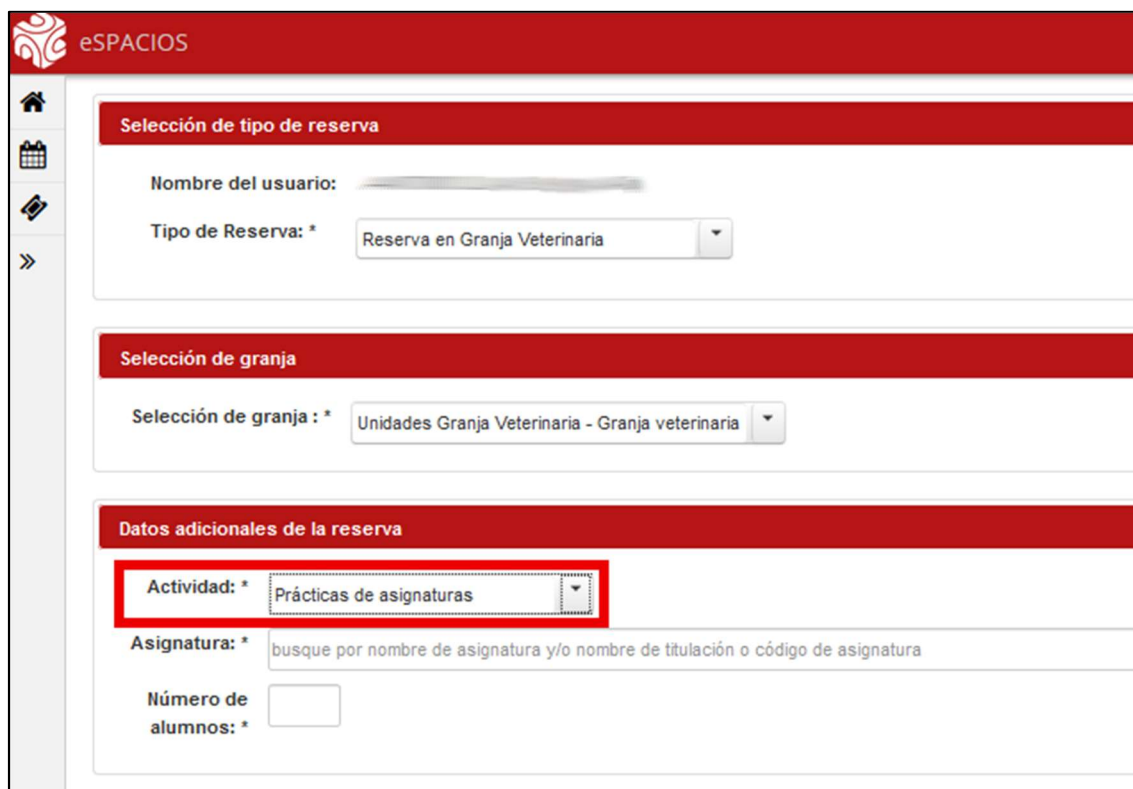 eSPACIOS
Selección de tipo de reserva
Nombre del usuario:
Tipo de Reserva: * Reserva en Granja Veterinaria
Selección de granja
Selección de granja : * Unidades Granja Veterinaria - Granja veterinaria
Datos adicionales de la reserva
Actividad: * Prácticas de asignaturas
Asignatura: * busque por nombre de asignatura y/o nombre de titulación o código de asignatura
Número de
alumnos: *